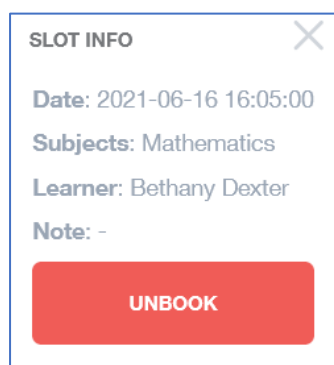 SLOT INFO
Date: 2021-06-16 16:05:00
Subjects: Mathematics
Learner: Bethany Dexter
Note: -
UNBOOK